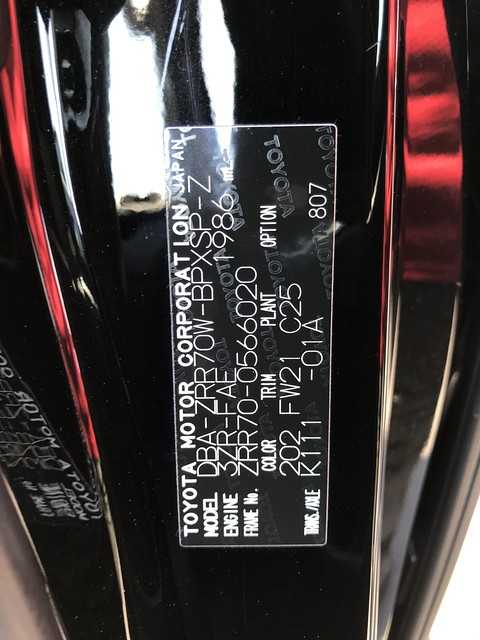 TOYOTA MOTOR CORPORATION JAPAN
MODEL DBA-ZRR70W-BPXSP-Z
ENGINE 3ZR-FAE 1986 mL
FRAME No. ZRR70-0566020
COLOR TRIM PLANT OPTION
202 FW21 C25 807
TRANS./AXLE K111 -01A